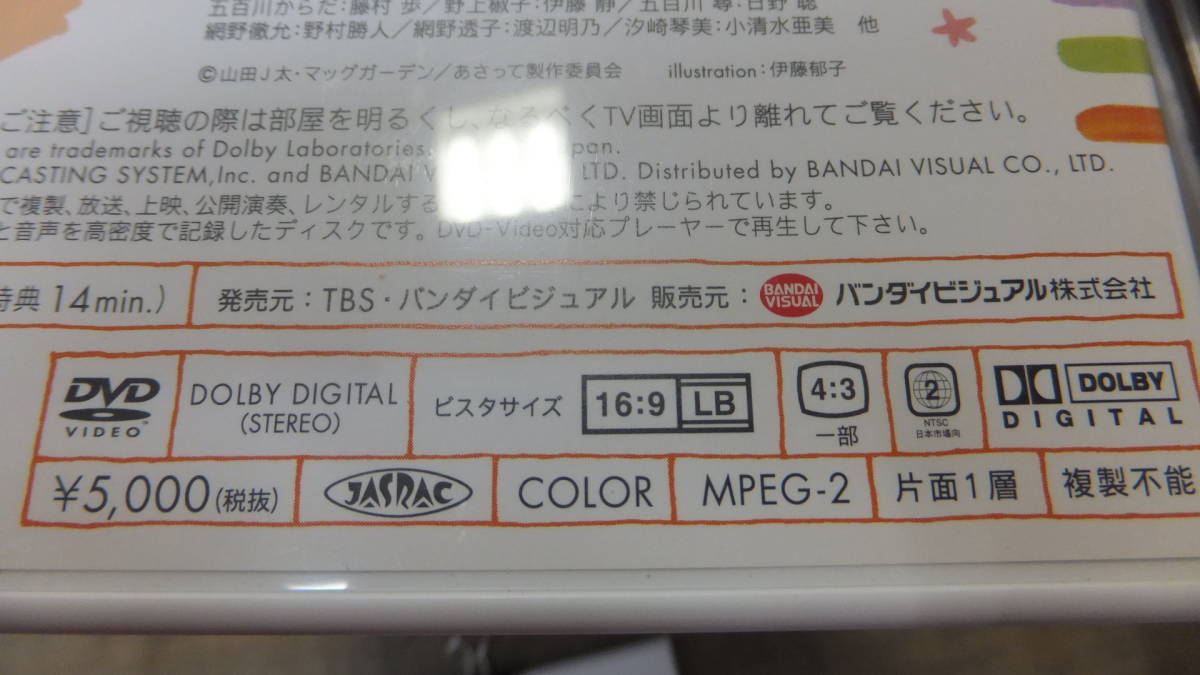 五百川からだ：藤村 歩／野上椒子：伊藤 静／五百川 尋：日野 聡
網野徹允：野村勝人／網野透子：渡辺明乃／汐崎琴美：小清水亜美　他
©山田J太・マッグガーデン／あさって製作委員会　illustration：伊藤郁子
ご注意]ご視聴の際は部屋を明るくし、なるべくTV画面より離れてご覧ください。
are trademarks of Dolby Laboratories.
CASTING SYSTEM,Inc. and BANDAI LTD. Distributed by BANDAI VISUAL CO., LTD.
で複製、放送、上映、公開演奏、レンタルする により禁じられています。
と音声を高密度で記録したディスクです。DVD-Video対応プレーヤーで再生して下さい。
特典 14min.) 発売元：TBS・バンダイビジュアル 販売元： BANDAI VISUAL バンダイビジュアル株式会社
DVD VIDEO DOLBY DIGITAL (STEREO) ビスタサイズ 16:9 LB 4:3 一部 2 NTSC 日本市場向 DOLBY DIGITAL
¥5,000(税抜) JASRAC COLOR MPEG-2 片面1層 複製不能